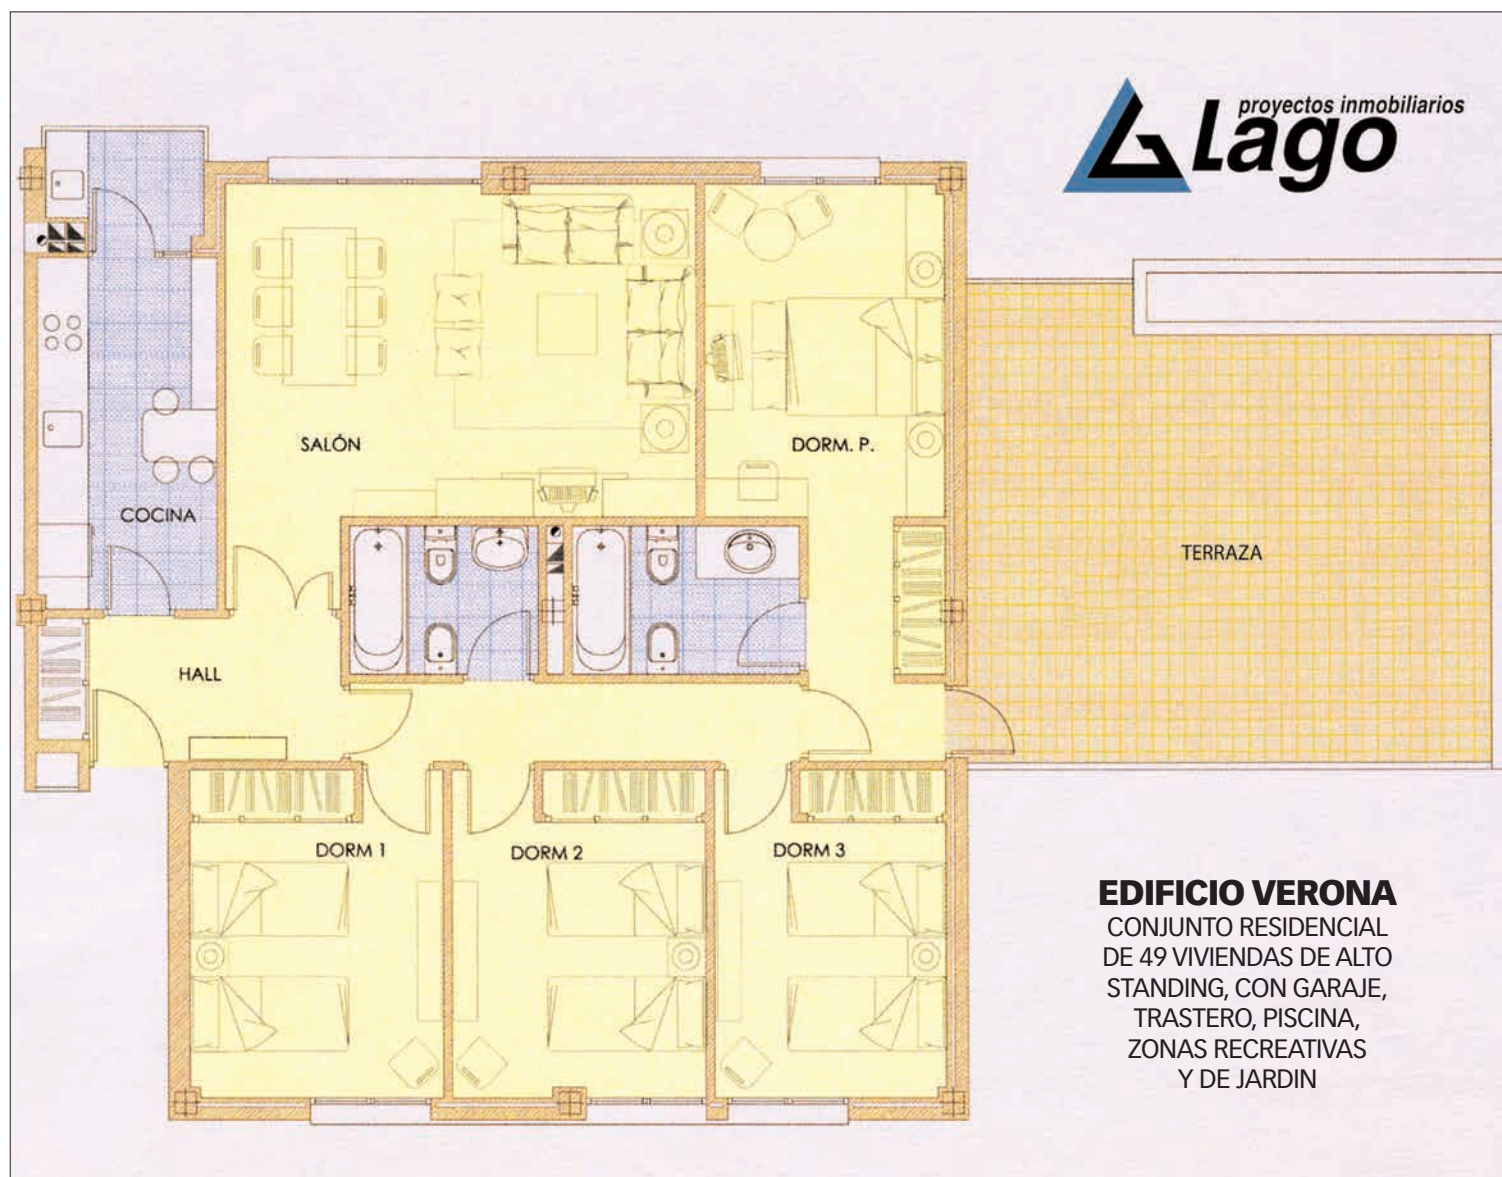 proyectos inmobiliarios
Lago
SALÓN
DORM. P.
COCINA
TERRAZA
HALL
DORM 1
DORM 2
DORM 3
EDIFICIO VERONA
CONJUNTO RESIDENCIAL
DE 49 VIVIENDAS DE ALTO
STANDING, CON GARAJE,
TRASTERO, PISCINA,
ZONAS RECREATIVAS
Y DE JARDIN